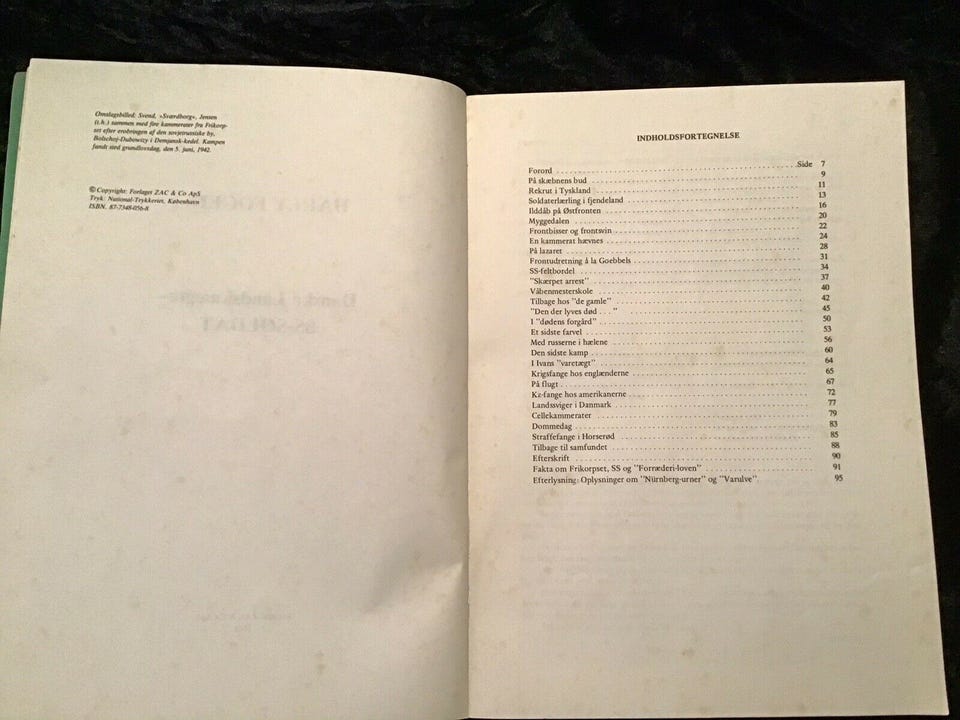 Omslagsbilled: Svend, »Sværdborg«, Jensen
(t.h.) sammen med fire kammerater fra Frikorp-
set efter erobringen af den sovjetrussiske by,
Bolschoj-Dubowizy i Demjansk-kedel. Kampen
fandt sted grundlovsdag, den 5. juni, 1942.
© Copyright: Forlaget ZAC & Co ApS
Tryk: National-Trykkeriet, København
ISBN. 87-7348-056-8
INDHOLDSFORTEGNELSE
Forord Side 7
På skæbnens bud 9
Rekrut i Tyskland 11
Soldaterlærling i fjendeland 13
Ilddåb på Østfronten 16
Myggedalen 20
Frontbisser og frontsvin 22
En kammerat hævnes 24
På lazaret 28
Frontudretning å la Goebbels 31
SS-feltbordel 34
"Skærpet arrest" 37
Våbenmesterskole 40
Tilbage hos "de gamle" 42
"Den der lyves død . . . " 45
I "dødens forgård" 50
Et sidste farvel 53
Med russerne i hælene 56
Den sidste kamp 60
I Ivans "varetægt" 64
Krigsfange hos englænderne 65
På flugt 67
Kz-fange hos amerikanerne 72
Landssviger i Danmark 77
Cellekammerater 79
Dommedag 83
Straffefange i Horserød 85
Tilbage til samfundet 88
Efterskrift 90
Fakta om Frikorpset, SS og "Forræderi-loven" 91
Efterlysning: Oplysninger om "Nürnberg-urner" og "Varulve" 95